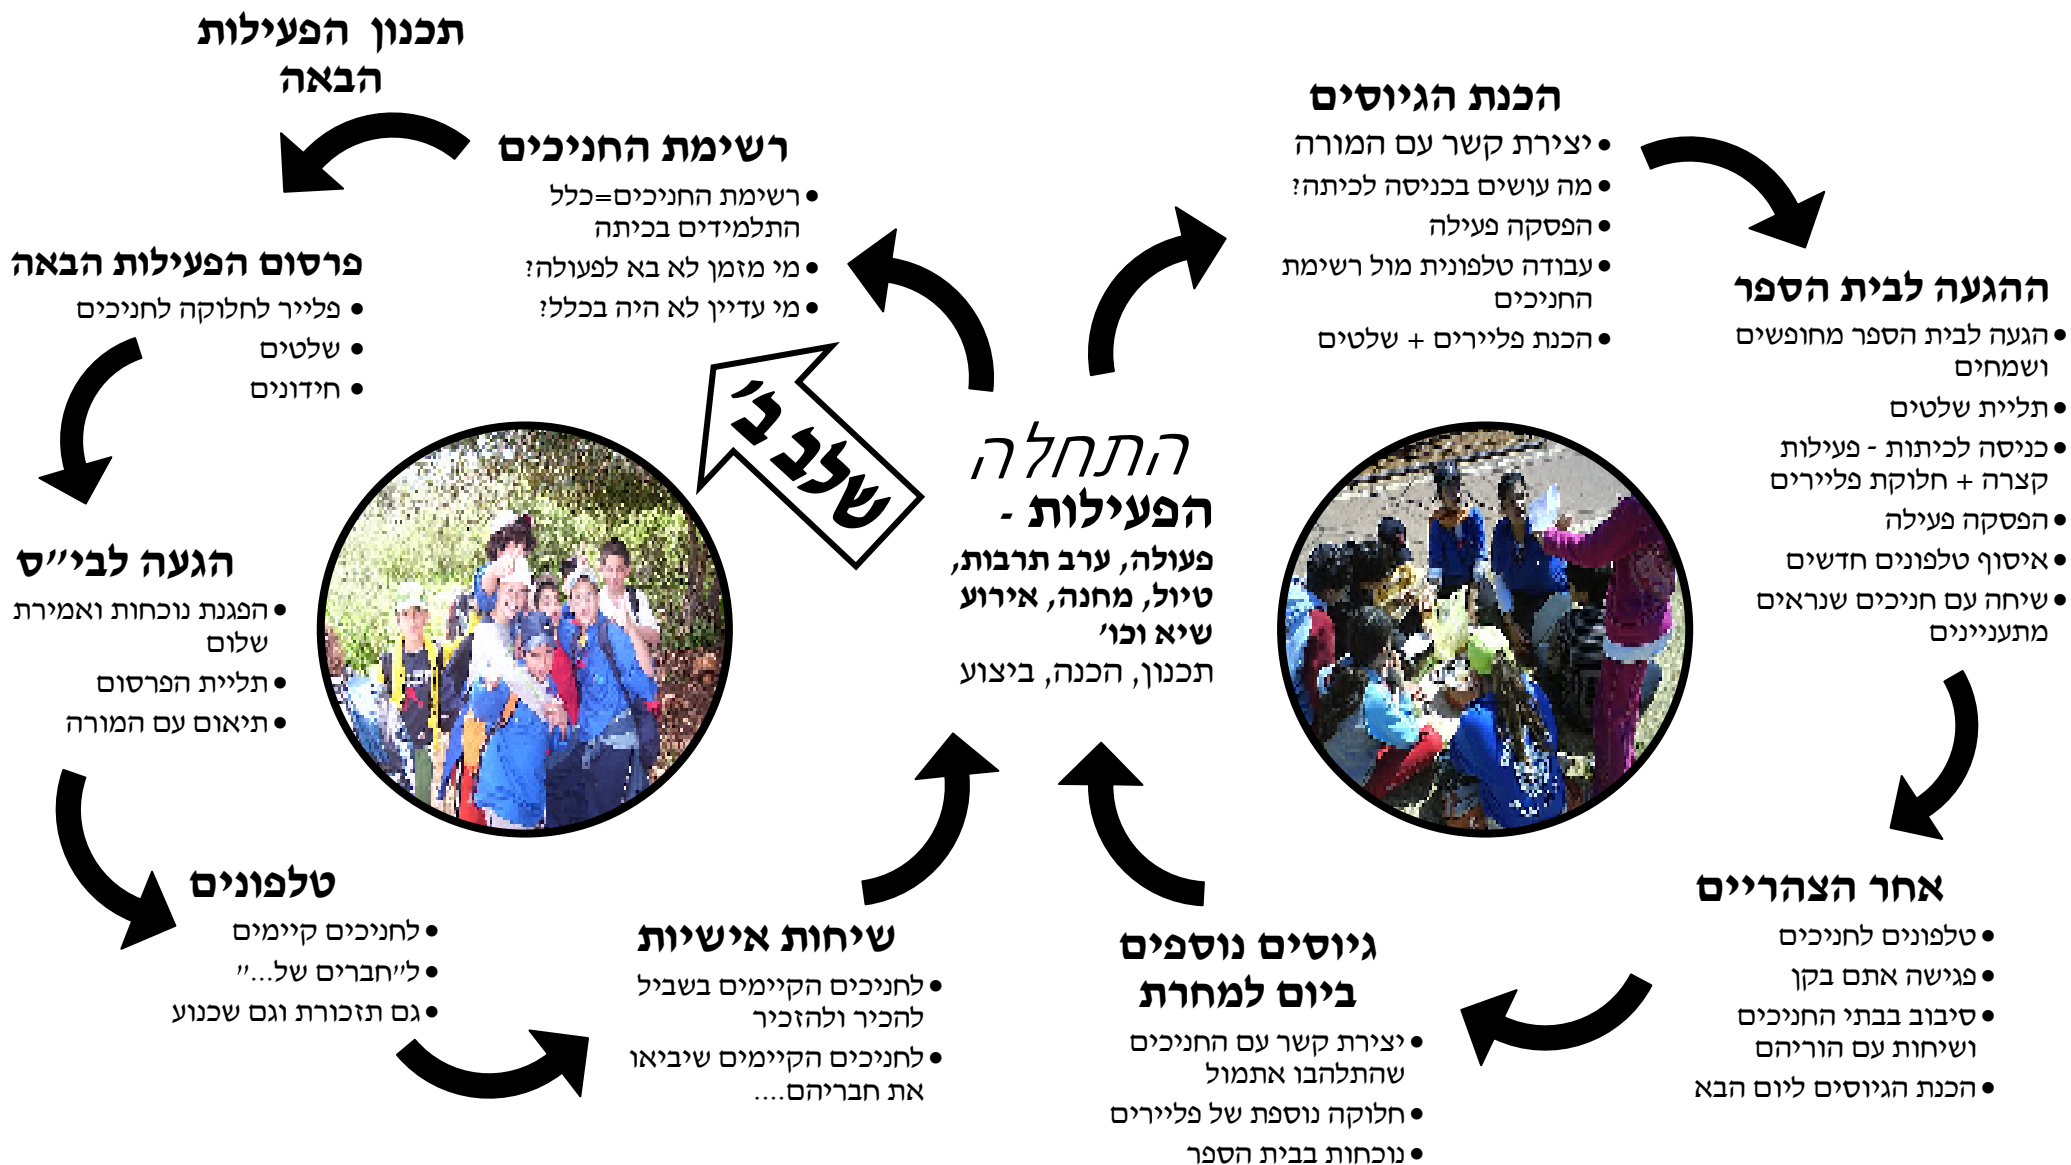 התחלה
הפעילות -
פעולה, ערב תרבות,
טיול, מחנה, אירוע
שיא וכו׳
תכנון, הכנה, ביצוע
הכנת הגיוסים
• יצירת קשר עם המורה
• מה עושים בכניסה לכיתה?
• הפסקה פעילה
• עבודה טלפונית מול רשימת
החניכים
• הכנת פליירים + שלטים
ההגעה לבית הספר
• הגעה לבית הספר מחופשים
ושמחים
• תליית שלטים
• כניסה לכיתות - פעילות
קצרה + חלוקת פליירים
• הפסקה פעילה
• איסוף טלפונים חדשים
• שיחה עם חניכים שנראים
מתעניינים
אחר הצהריים
• טלפונים לחניכים
• פגישה אתם בקן
• סיבוב בבתי החניכים
ושיחות עם הוריהם
• הכנת הגיוסים ליום הבא
גיוסים נוספים
ביום למחרת
• יצירת קשר עם החניכים
שהתלהבו אתמול
• חלוקה נוספת של פליירים
• נוכחות בבית הספר
שלב ב׳
רשימת החניכים
• רשימת החניכים=כלל
התלמידים בכיתה
• מי מזמן לא בא לפעולה?
• מי עדיין לא היה בכלל?
תכנון הפעילות
הבאה
פרסום הפעילות הבאה
• פלייר לחלוקה לחניכים
• שלטים
• חידונים
הגעה לבי״ס
• הפגנת נוכחות ואמירת
שלום
• תליית הפרסום
• תיאום עם המורה
טלפונים
• לחניכים קיימים
• ל״חברים של...״
• גם תזכורת וגם שכנוע
שיחות אישיות
• לחניכים הקיימים בשביל
להכיר ולהזכיר
• לחניכים הקיימים שיביאו
את חבריהם....